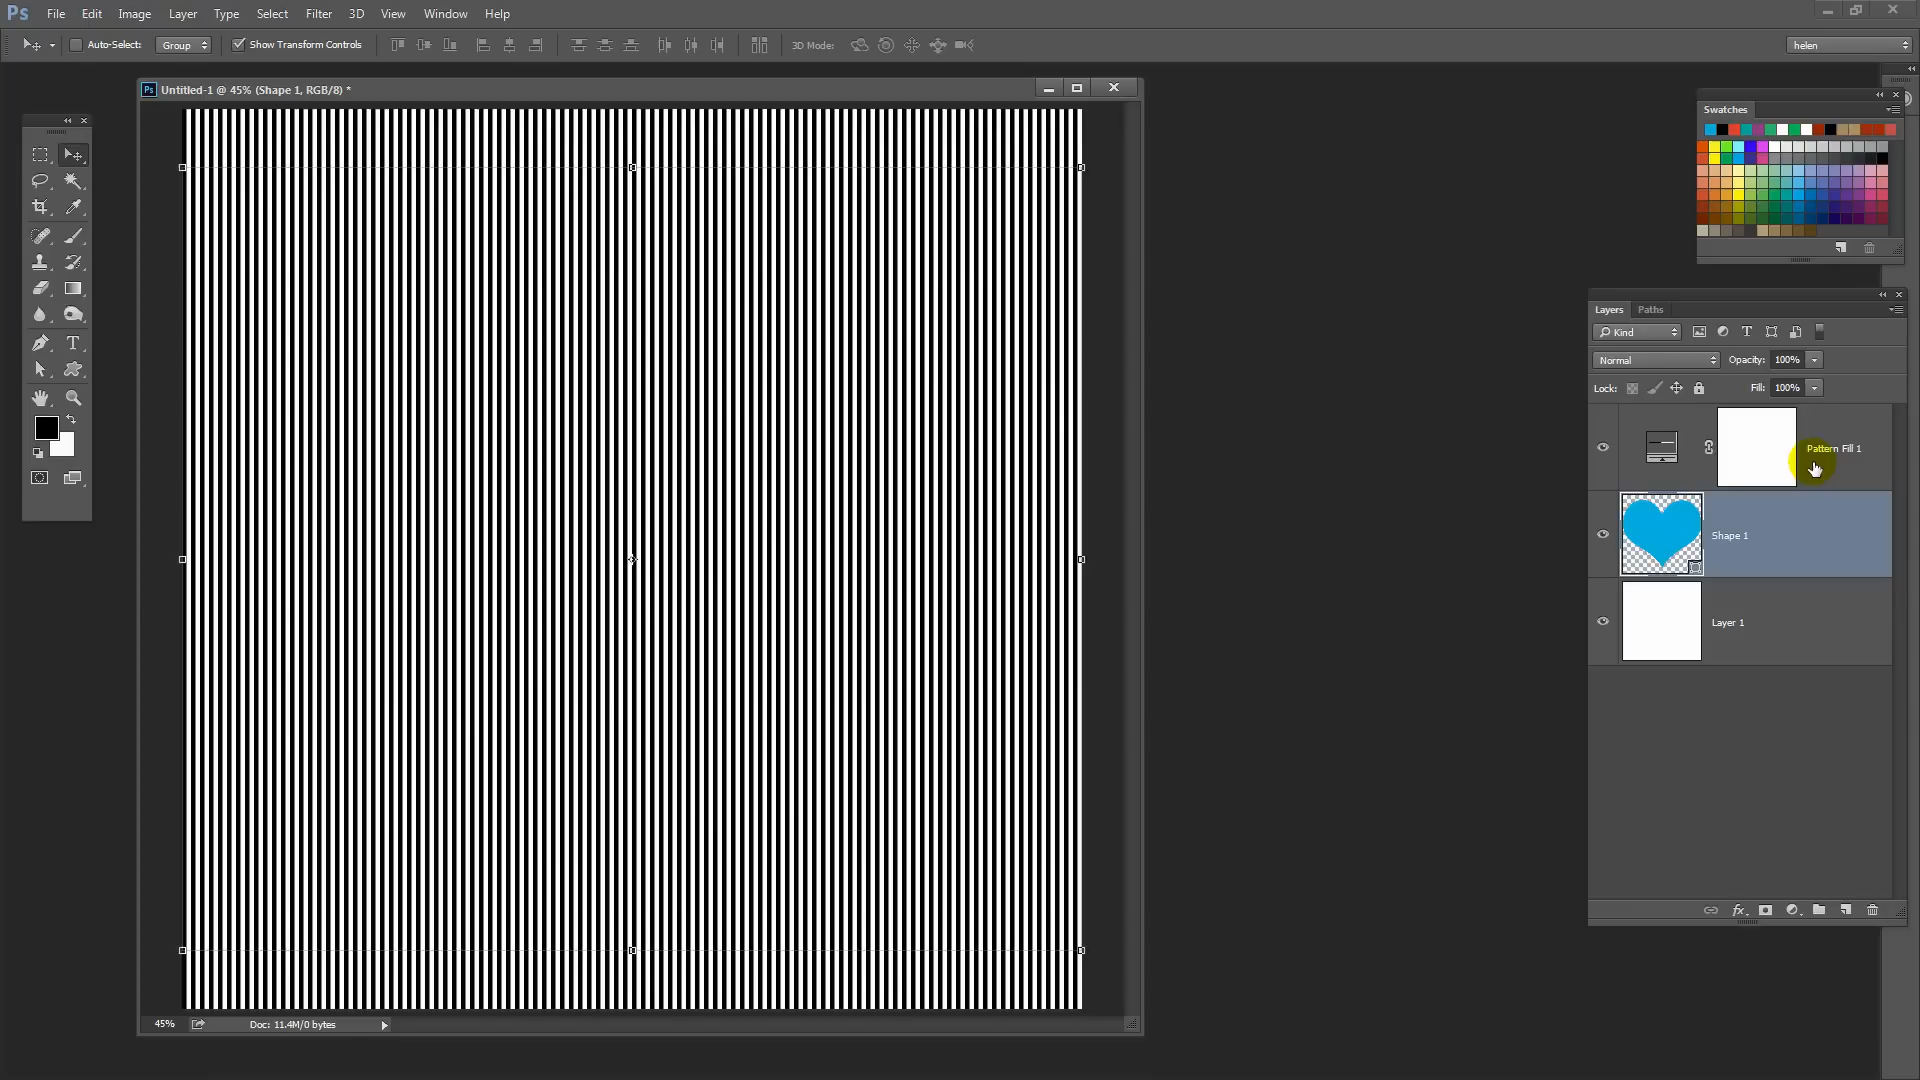 Ps File Edit Image Layer Type Select Filter 3D View Window Help
Auto-Select: Group Show Transform Controls 3D Mode: helen
Ps Untitled-1 @ 45% (Shape 1, RGB/8) *
Swatches
Layers Paths
Kind
Normal Opacity: 100%
Lock: Fill: 100%
Pattern Fill 1
Shape 1
Layer 1
fx
45% Doc: 11.4M/0 bytes